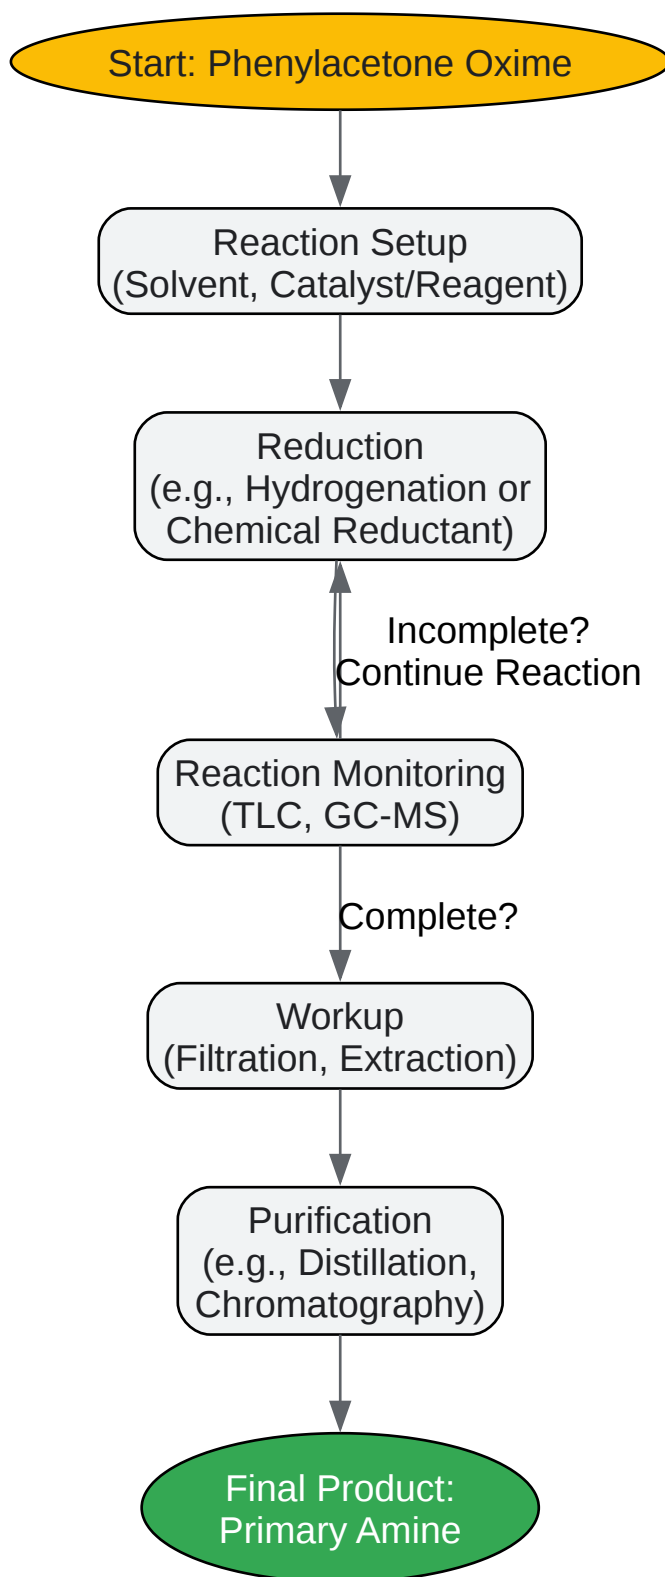 Start: Phenylacetone Oxime
Reaction Setup
(Solvent, Catalyst/Reagent)
Reduction
(e.g., Hydrogenation or
Chemical Reductant)
Incomplete?
Continue Reaction
Reaction Monitoring
(TLC, GC-MS)
Complete?
Workup
(Filtration, Extraction)
Purification
(e.g., Distillation,
Chromatography)
Final Product:
Primary Amine